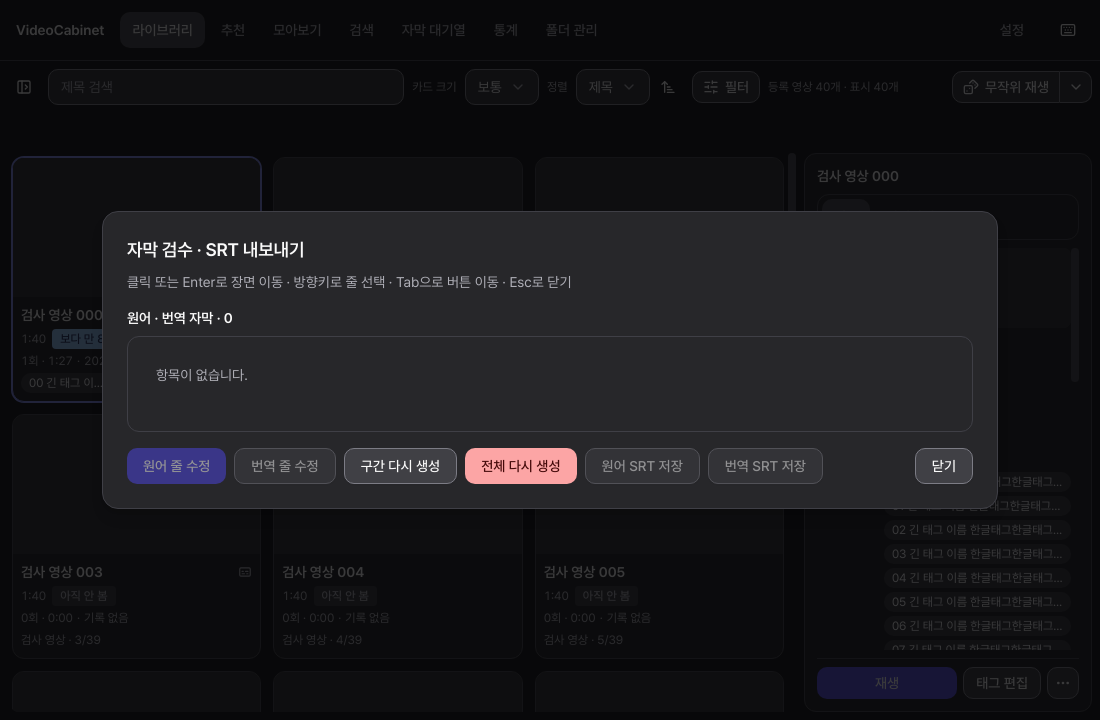 VideoCabinet 라이브러리 추천 모아보기 검색 자막 대기열 통계 폴더 관리 설정
제목 검색 카드 크기 보통 정렬 제목 필터 등록 영상 40개 · 표시 40개 무작위 재생
검사 영상 000
자막 검수 · SRT 내보내기
클릭 또는 Enter로 장면 이동 · 방향키로 줄 선택 · Tab으로 버튼 이동 · Esc로 닫기
원어 · 번역 자막 · 0
항목이 없습니다.
원어 줄 수정 번역 줄 수정 구간 다시 생성 전체 다시 생성 원어 SRT 저장 번역 SRT 저장 닫기
검사 영상 000
1:40 보다 만
1회 · 1:27 ·
00 긴 태그 이...
02 긴 태그 이름 한글태그한글태그...
03 긴 태그 이름 한글태그한글태그...
04 긴 태그 이름 한글태그한글태그...
05 긴 태그 이름 한글태그한글태그...
06 긴 태그 이름 한글태그한글태그...
07 긴 태그 이름 한글태그한글태그...
검사 영상 003
1:40 아직 안 봄
0회 · 0:00 · 기록 없음
검사 영상 · 3/39
검사 영상 004
1:40 아직 안 봄
0회 · 0:00 · 기록 없음
검사 영상 · 4/39
검사 영상 005
1:40 아직 안 봄
0회 · 0:00 · 기록 없음
검사 영상 · 5/39
재생 태그 편집